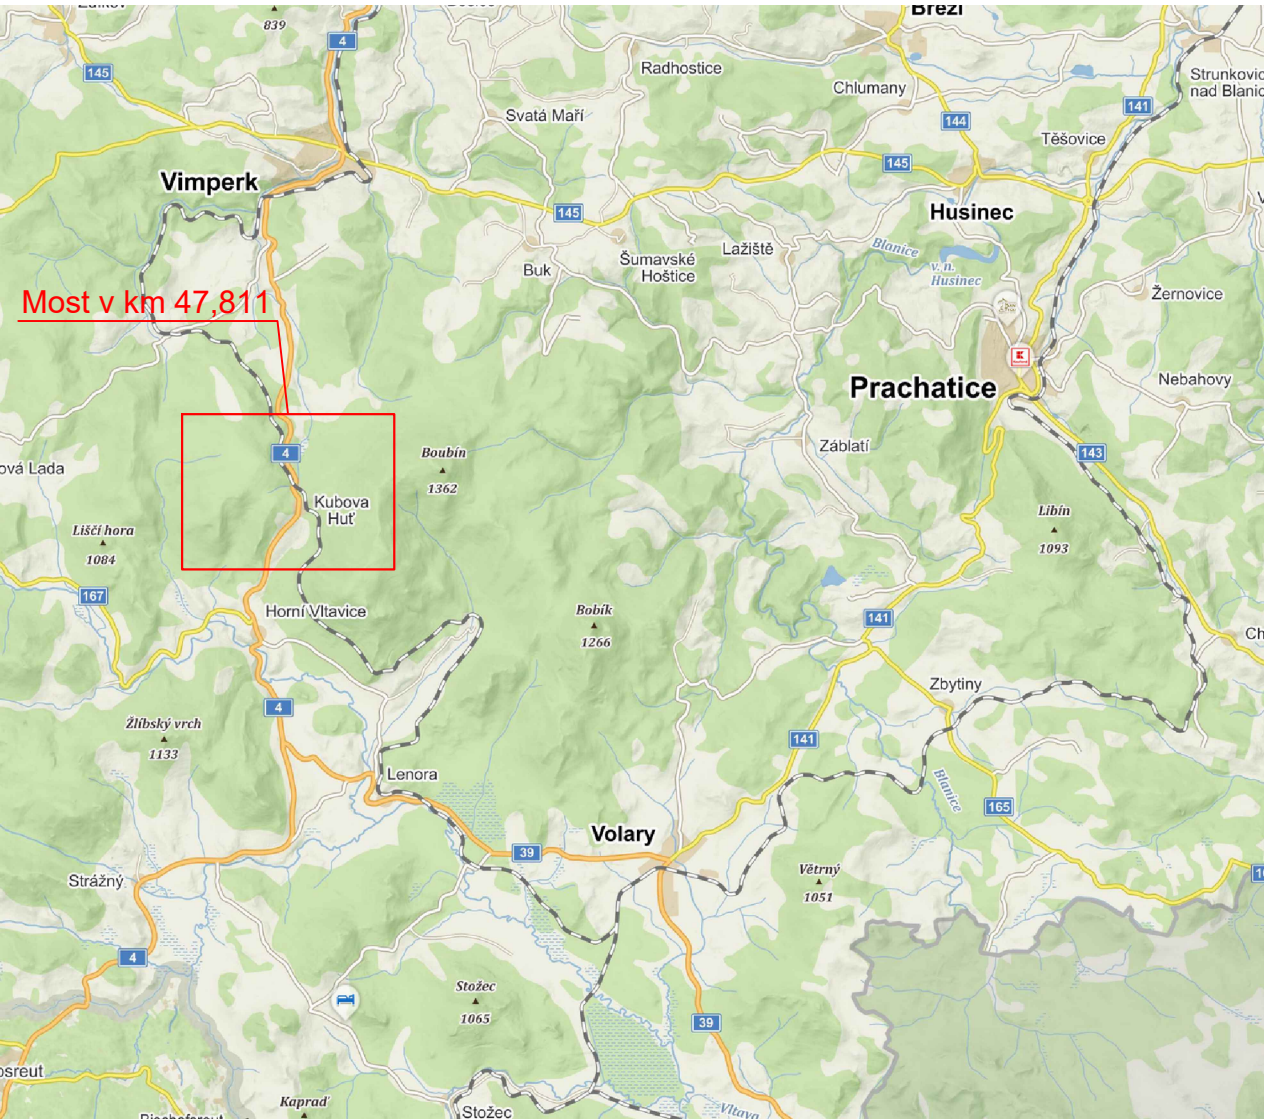 839
Březí
4
145
Radhostice
Chlumany
Strunkovic
nad Blanic
141
144
Svatá Maří
Těšovice
145
Vimperk
145
Husinec
Lažiště
Blanice
Buk
Šumavské
Hoštice
v. n.
Husinec
Žernovice
Most v km 47,811
K
Prachatice
Nebahovy
Záblatí
143
4
Boubín
1362
ová Lada
Kubova
Huť
Liščí hora
1084
Libín
1093
167
Horní Vltavice
Bobík
1266
141
Ch
Zbytiny
4
Žlíbský vrch
1133
141
Lenora
Blanice
165
Volary
39
Strážný
Větrný
1051
4
Stožec
1065
39
osreut
Kapraď
Stožec
Vltava